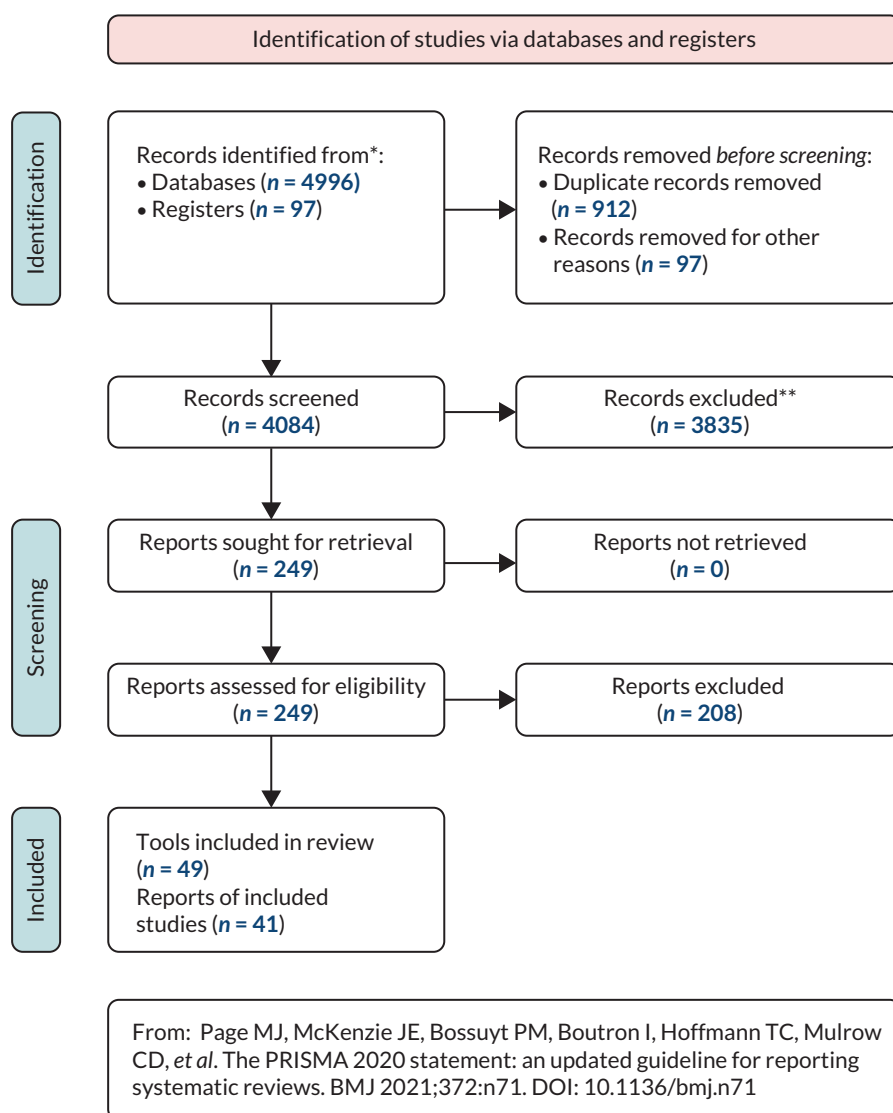 Identification of studies via databases and registers
Identification
Records identified from*:
• Databases (n = 4996)
• Registers (n = 97)
Records removed before screening:
• Duplicate records removed
(n = 912)
• Records removed for other
reasons (n = 97)
Records screened
(n = 4084)
Records excluded**
(n = 3835)
Screening
Reports sought for retrieval
(n = 249)
Reports not retrieved
(n = 0)
Reports assessed for eligibility
(n = 249)
Reports excluded
(n = 208)
Included
Tools included in review
(n = 49)
Reports of included
studies (n = 41)
From: Page MJ, McKenzie JE, Bossuyt PM, Boutron I, Hoffmann TC, Mulrow
CD, et al. The PRISMA 2020 statement: an updated guideline for reporting
systematic reviews. BMJ 2021;372:n71. DOI: 10.1136/bmj.n71